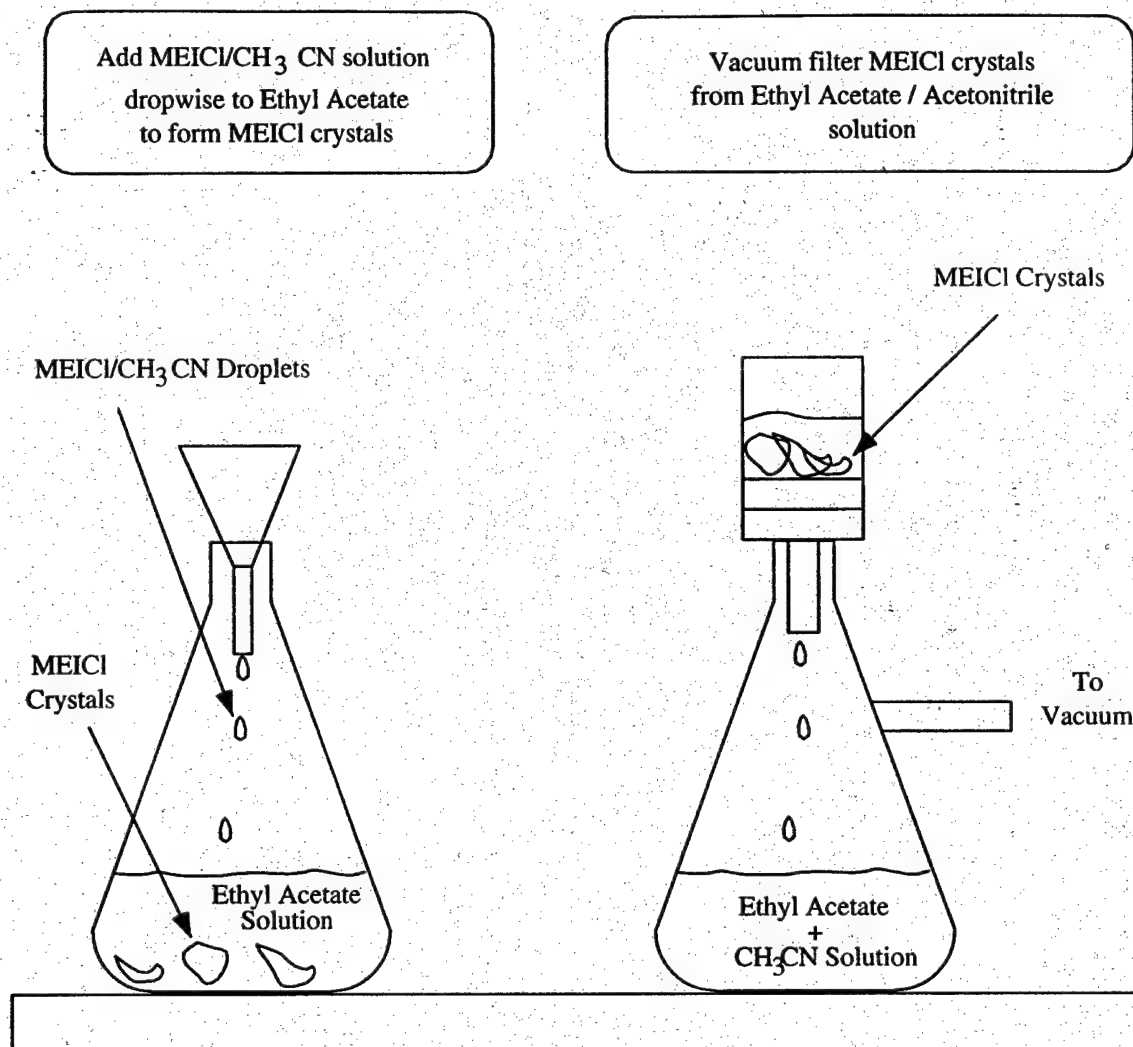 Add MEICl/CH3 CN solution
dropwise to Ethyl Acetate
to form MEICl crystals
Vacuum filter MEICl crystals
from Ethyl Acetate / Acetonitrile
solution
MEICl Crystals
MEICl/CH3 CN Droplets
MEICl
Crystals
To
Vacuum
Ethyl Acetate
Solution
Ethyl Acetate
+
CH3CN Solution